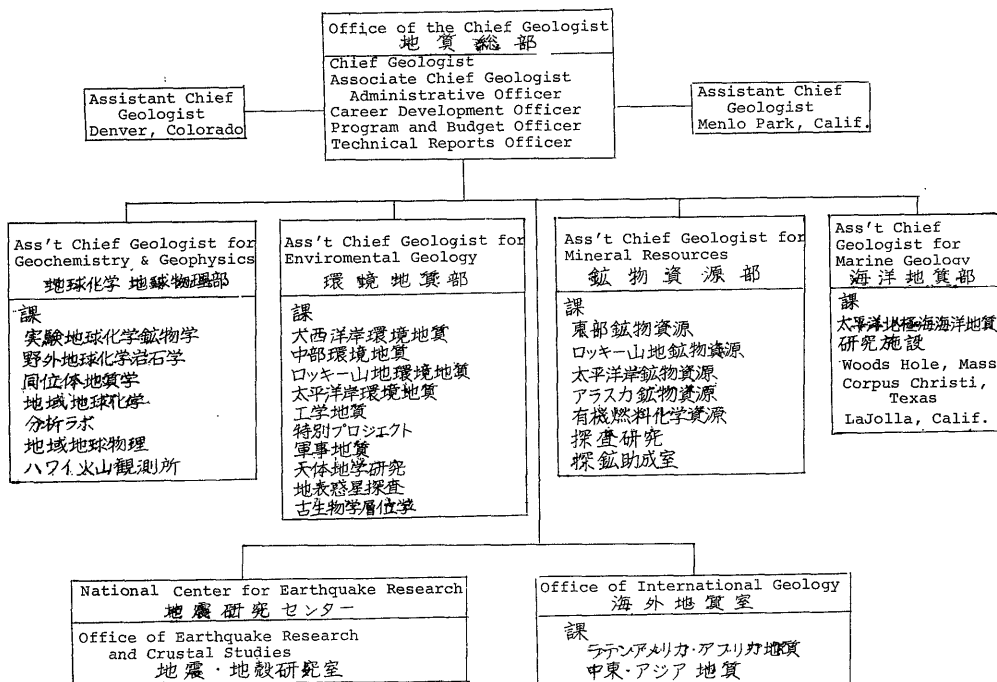 Office of the Chief Geologist
地質総部
Chief Geologist
Associate Chief Geologist
Administrative Officer
Career Development Officer
Program and Budget Officer
Technical Reports Officer
Assistant Chief
Geologist
Denver, Colorado
Assistant Chief
Geologist
Menlo Park, Calif.
Ass't Chief Geologist for
Geochemistry & Geophysics
地球化学 地球物理部
課
実験地球化学鉱物学
野外地球化学岩石学
同位体地質学
地域地球化学
分析ラボ
地域地球物理
ハワイ火山観測所
Ass't Chief Geologist for
Enviromental Geology
環境地質部
課
大西洋岸環境地質
中部環境地質
ロッキー山地環境地質
太平洋岸環境地質
工学地質
特別プロジェクト
軍事地質
天体地学研究
地表惑星探査
古生物学層位学
Ass't Chief Geologist for
Mineral Resources
鉱物資源部
課
東部鉱物資源
ロッキー山地鉱物資源
太平洋岸鉱物資源
アラスカ鉱物資源
有機燃料化学資源
探査研究
探鉱助成室
Ass't Chief
Geologist for
Marine Geology
海洋地質部
課
太平洋北極海海洋地質
研究施設
Woods Hole, Mass
Corpus Christi,
Texas
LaJolla, Calif.
National Center for Earthquake Research
地震研究センター
Office of Earthquake Research
and Crustal Studies
地震・地殻研究室
Office of International Geology
海外地質室
課
ラテンアメリカ・アフリカ地質
中東・アジア地質